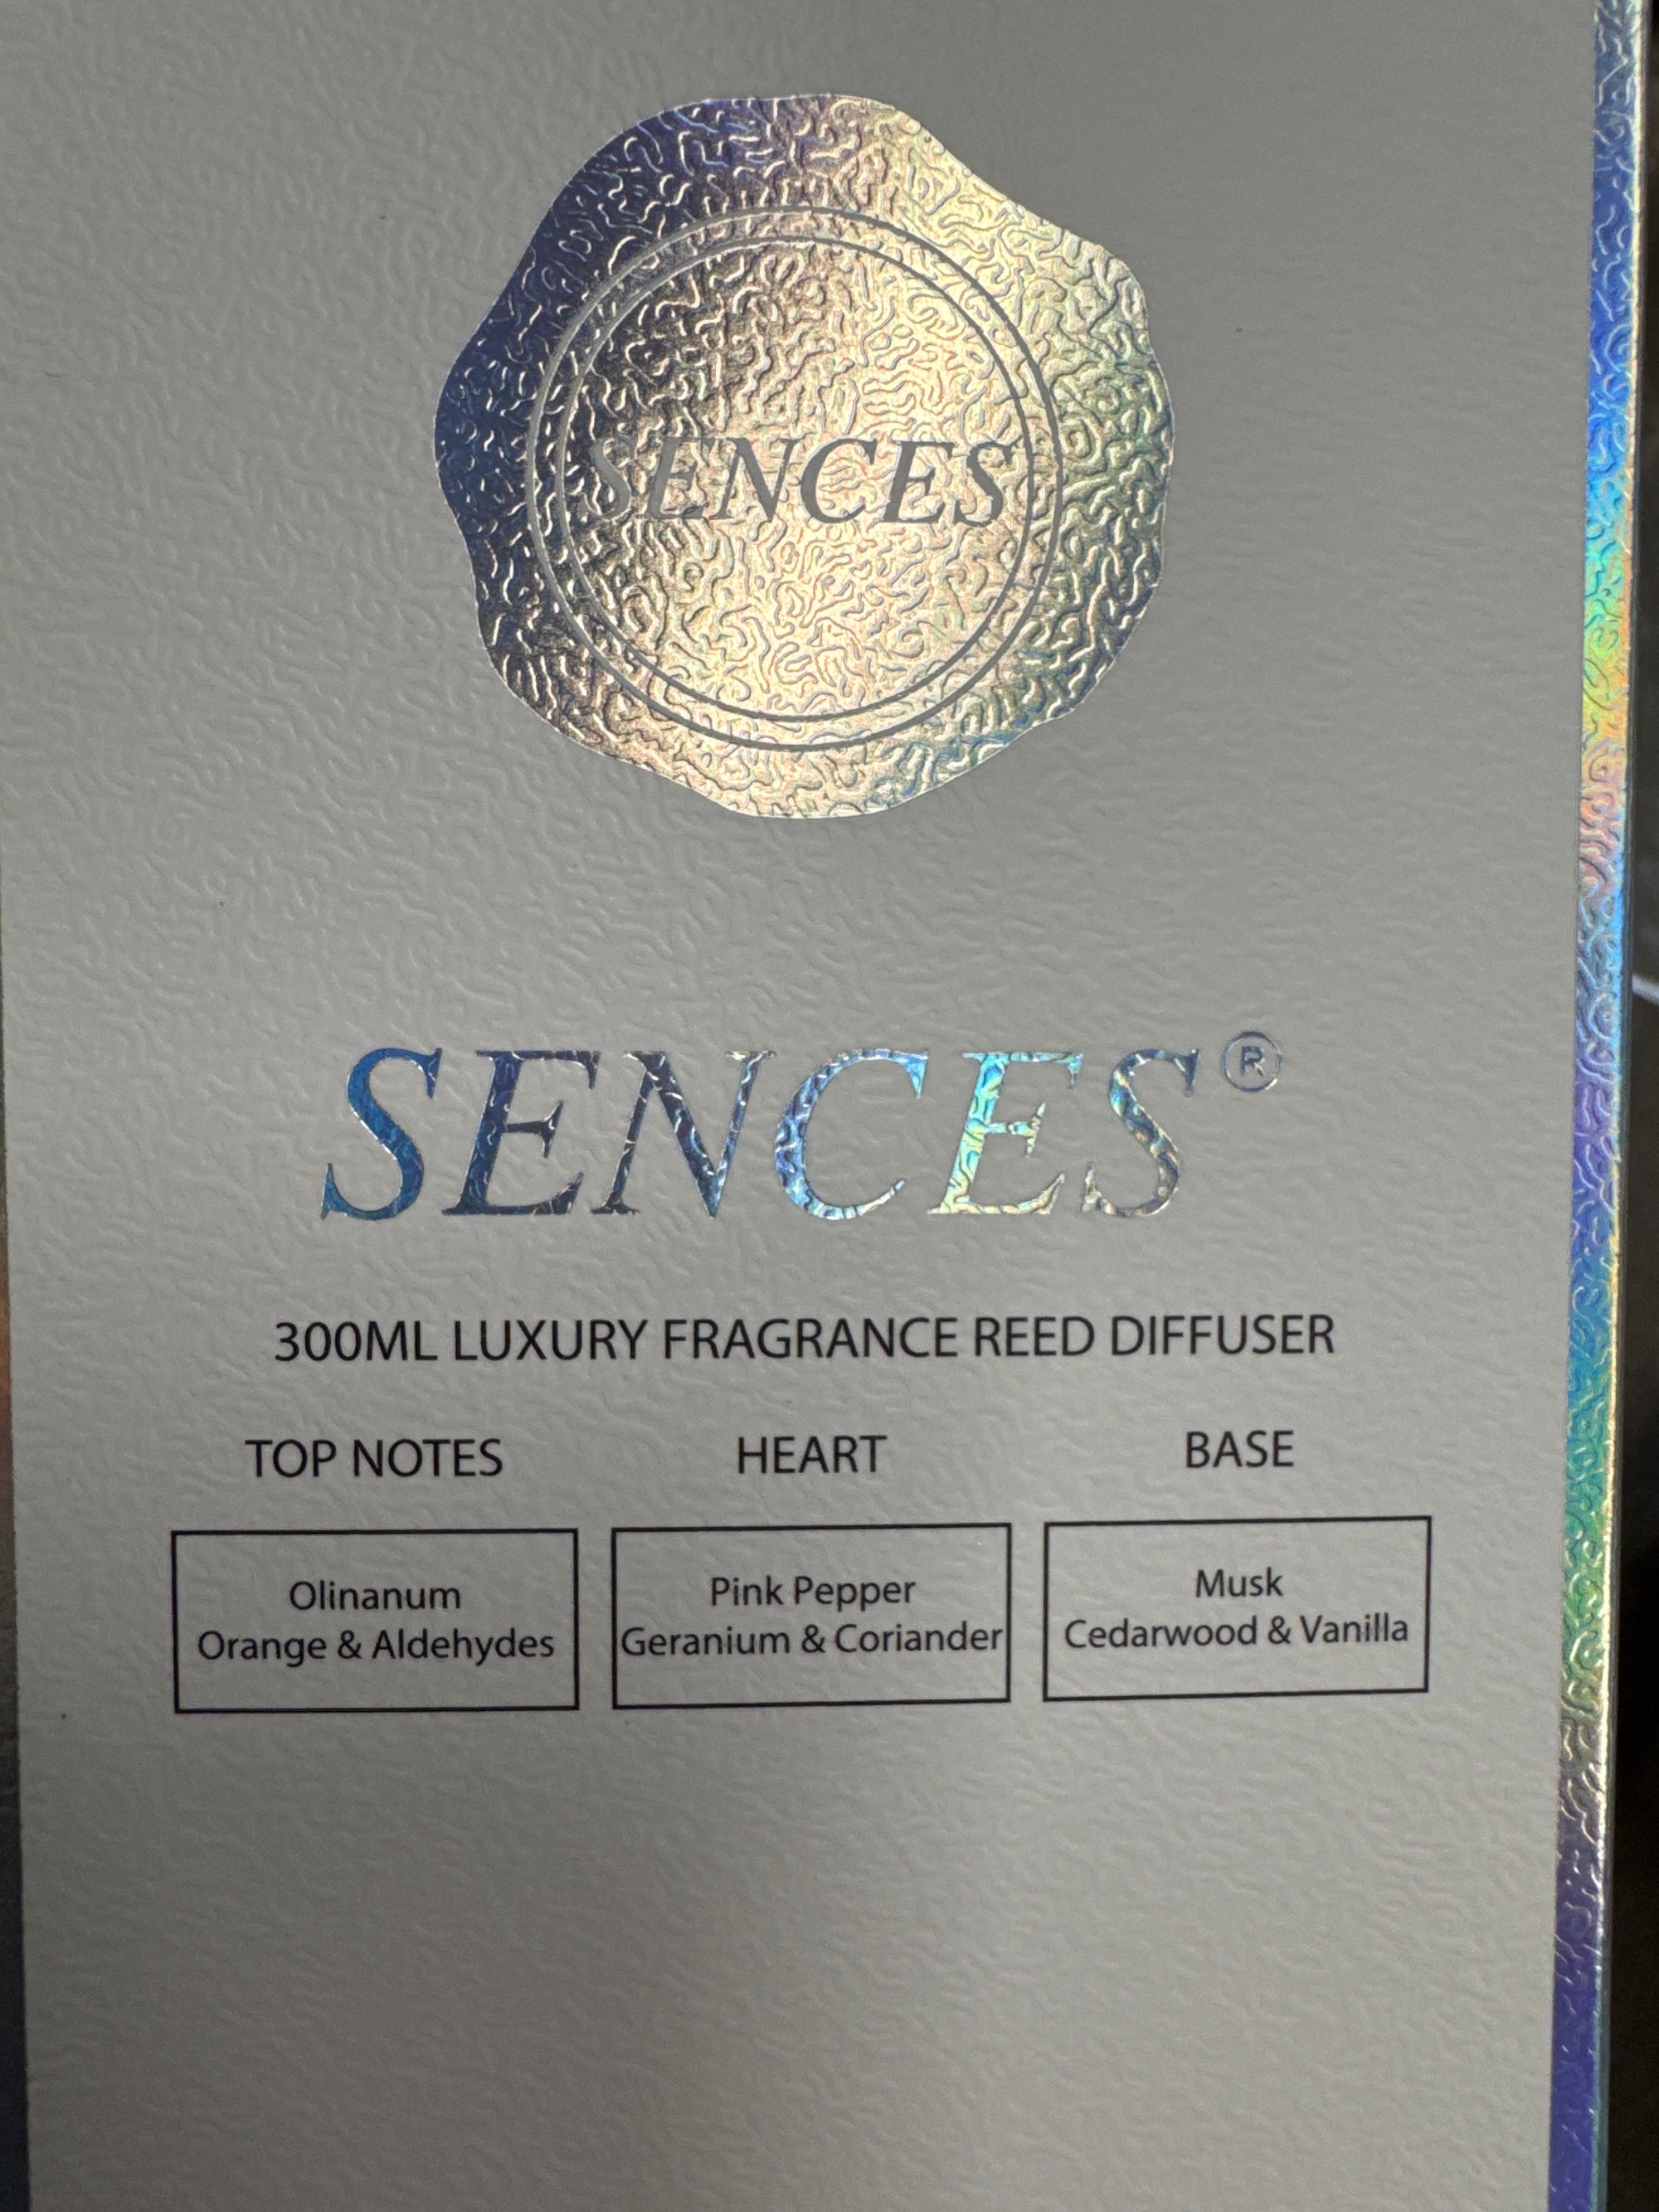 SENCES
SENCES®
300ML LUXURY FRAGRANCE REED DIFFUSER
TOP NOTES
Olinanum
Orange & Aldehydes
HEART
Pink Pepper
Geranium & Coriander
BASE
Musk
Cedarwood & Vanilla